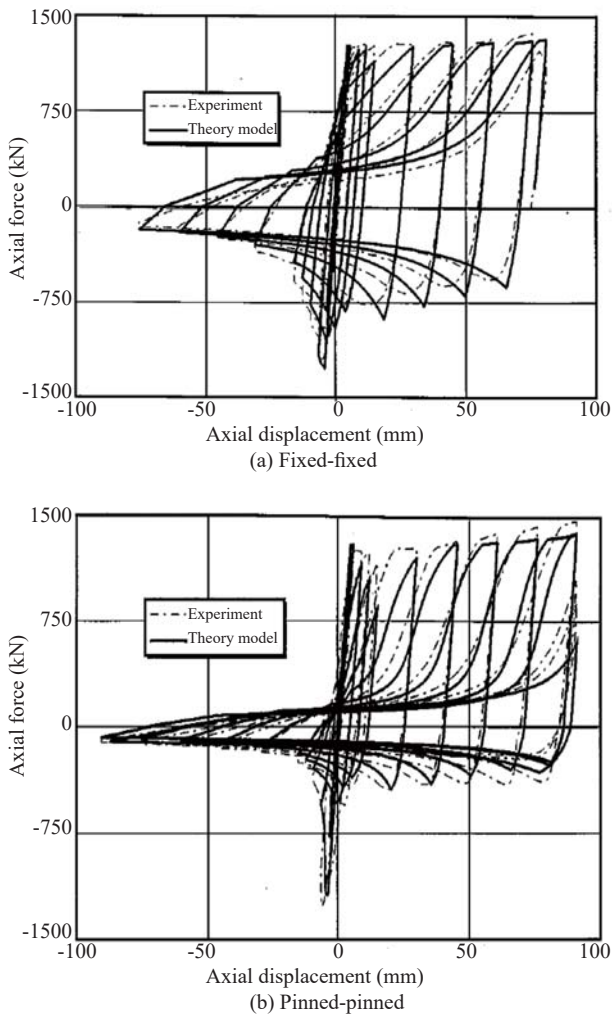 1500
750
0
-750
-1500
Axial force (kN)
Experiment
Theory model
-100 -50 0 50 100
Axial displacement (mm)
(a) Fixed-fixed
1500
750
0
-750
-1500
Axial force (kN)
Experiment
Theory model
-100 -50 0 50 100
Axial displacement (mm)
(b) Pinned-pinned